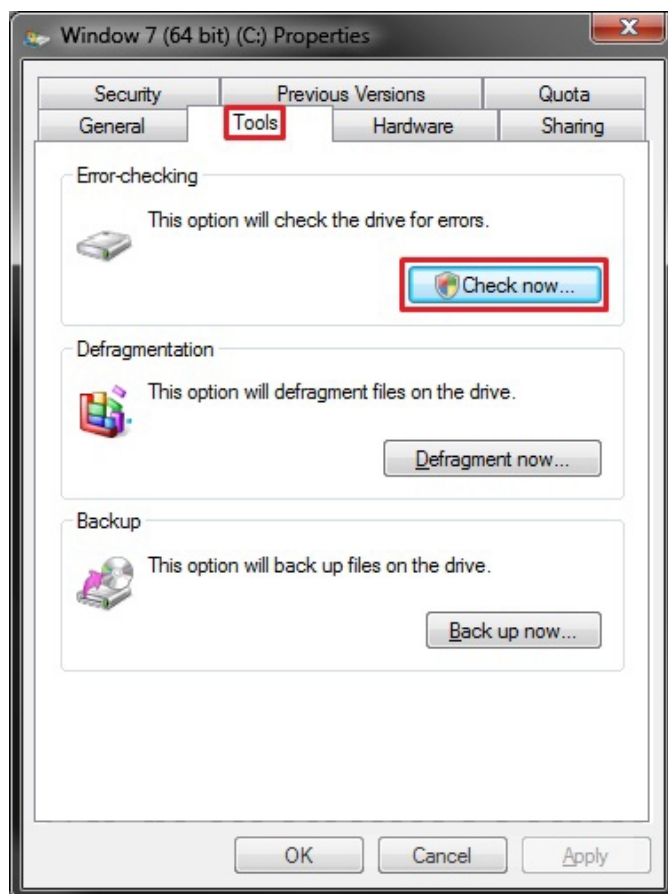 Window 7 (64 bit) (C:) Properties
Security Previous Versions Quota
General Tools Hardware Sharing
Error-checking
This option will check the drive for errors.
Check now...
Defragmentation
This option will defragment files on the drive.
Defragment now...
Backup
This option will back up files on the drive.
Back up now...
OK Cancel Apply